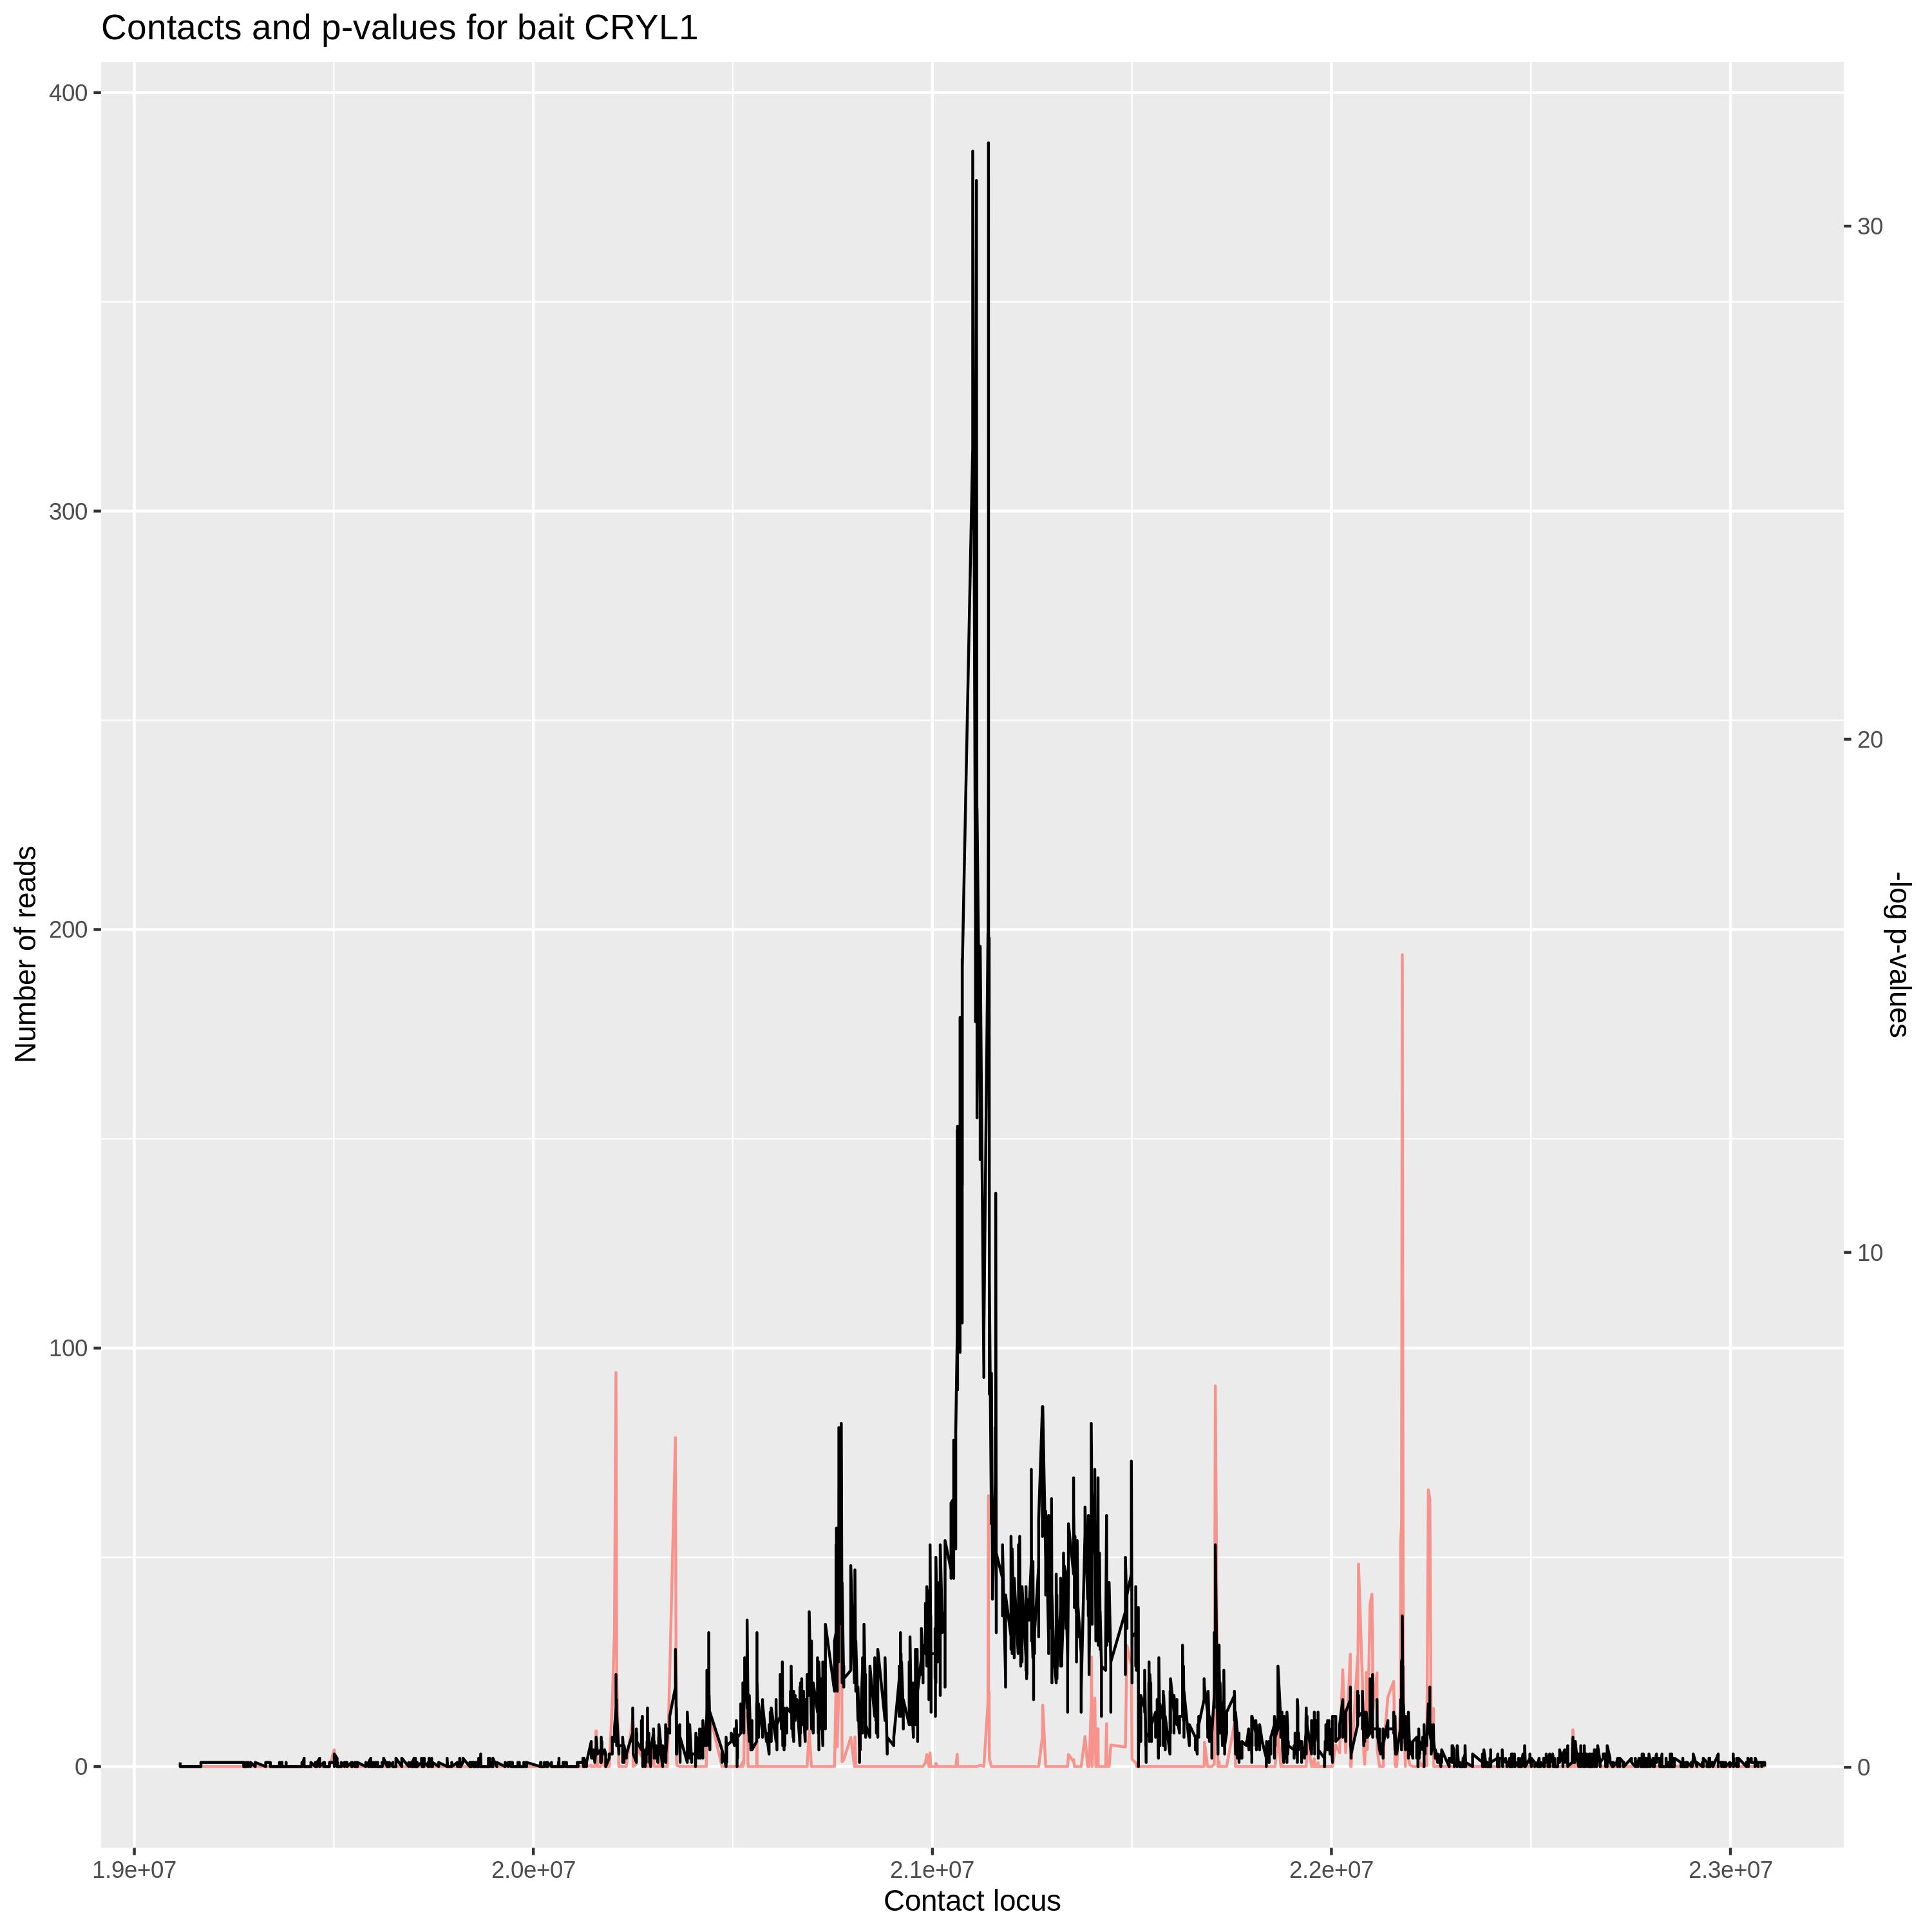 Contacts and p-values for bait CRYL1
400
300
200
100
0
30
20
10
0
Number of reads
-log p-values
1.9e+07 2.0e+07 2.1e+07 2.2e+07 2.3e+07
Contact locus